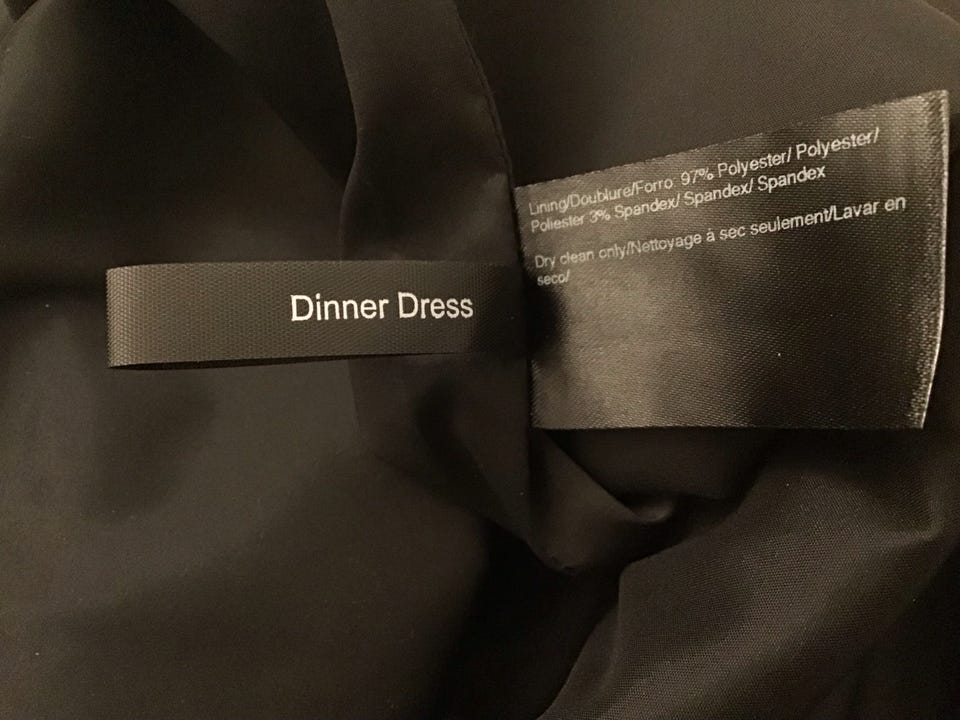 Dinner Dress
Lining/Doublure/Forro: 97% Polyester/ Polyester/
Poliester 3% Spandex/ Spandex/ Spandex
Dry clean only/Nettoyage à sec seulement/Lavar en
seco/